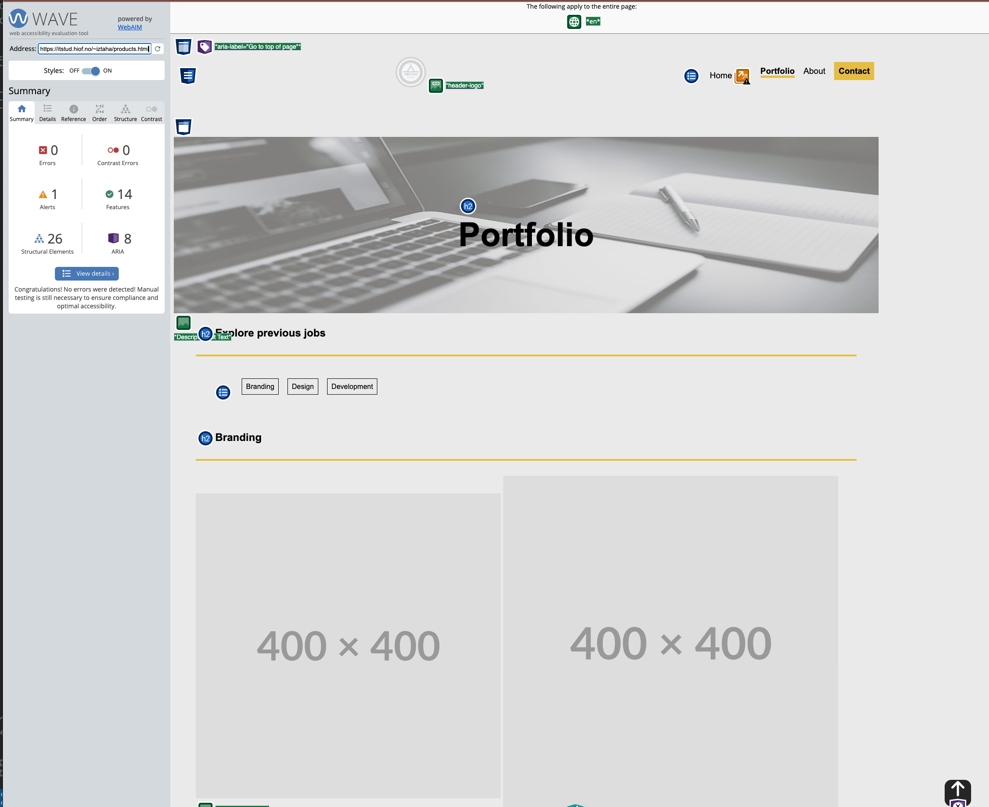 WAVE
web accessibility evaluation tool
powered by
WebAIM
Address: https://itstud.hiof.no/~iztaha/products.html
Styles: OFF ON
Summary
Summary Details Reference Order Structure Contrast
0
Errors
0
Contrast Errors
1
Alerts
14
Features
26
Structural Elements
8
ARIA
View details ›
Congratulations! No errors were detected! Manual
testing is still necessary to ensure compliance and
optimal accessibility.
The following apply to the entire page:
*en*
*aria-label="Go to top of page"*
*header-logo*
Home
Portfolio
About
Contact
h2
Portfolio
h2 Explore previous jobs
Branding
Design
Development
h2 Branding
400 × 400
400 × 400